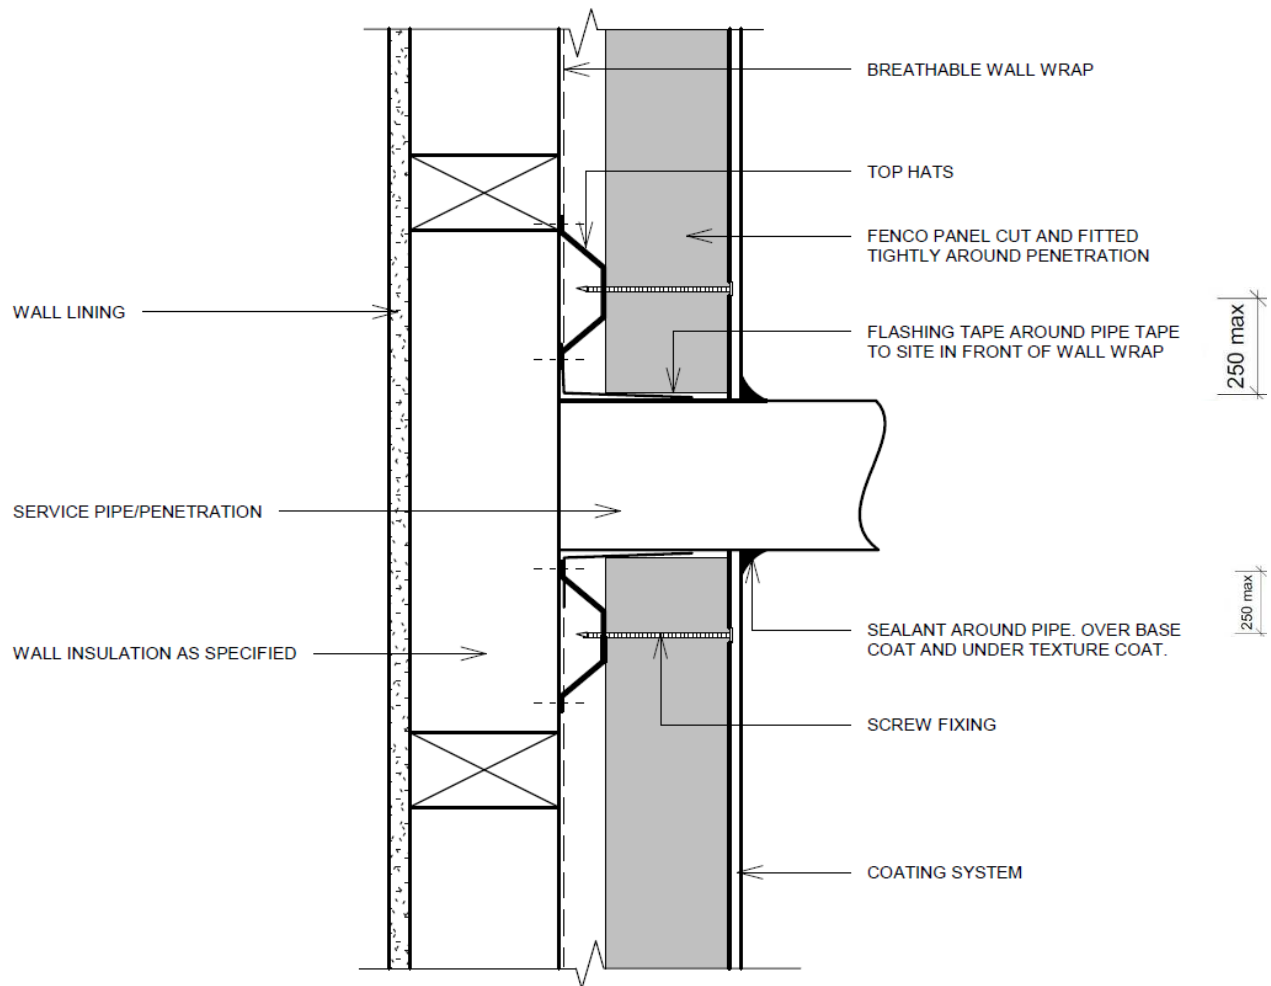 BREATHABLE WALL WRAP
TOP HATS
FENCO PANEL CUT AND FITTED
TIGHTLY AROUND PENETRATION
WALL LINING
FLASHING TAPE AROUND PIPE TAPE
TO SITE IN FRONT OF WALL WRAP
250 max
SERVICE PIPE/PENETRATION
250 max
SEALANT AROUND PIPE. OVER BASE
COAT AND UNDER TEXTURE COAT.
WALL INSULATION AS SPECIFIED
SCREW FIXING
COATING SYSTEM